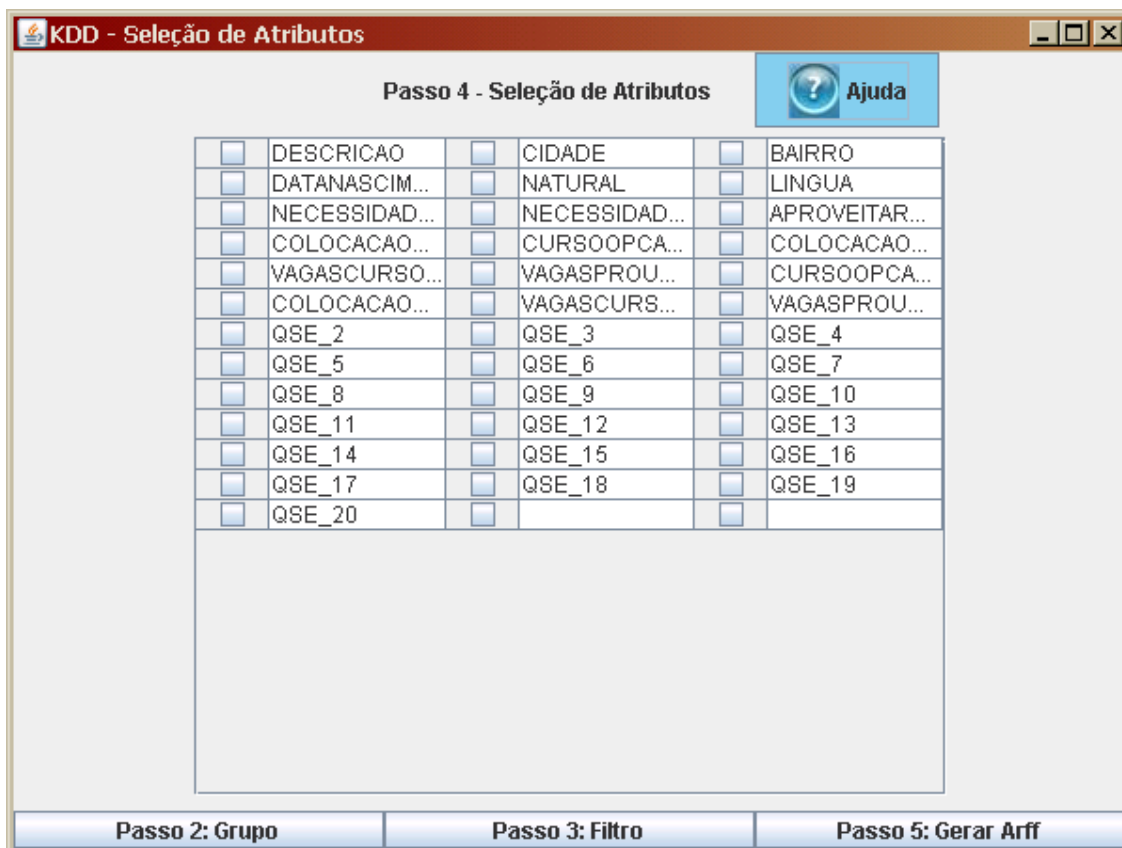 KDD - Seleção de Atributos
Passo 4 - Seleção de Atributos
Ajuda
DESCRICAO CIDADE BAIRRO
DATANASCIM... NATURAL LINGUA
NECESSIDAD... NECESSIDAD... APROVEITAR...
COLOCACAO... CURSOOPCA... COLOCACAO...
VAGASCURSO... VAGASPROU... CURSOOPCA...
COLOCACAO... VAGASCURS... VAGASPROU...
QSE_2 QSE_3 QSE_4
QSE_5 QSE_6 QSE_7
QSE_8 QSE_9 QSE_10
QSE_11 QSE_12 QSE_13
QSE_14 QSE_15 QSE_16
QSE_17 QSE_18 QSE_19
QSE_20
Passo 2: Grupo Passo 3: Filtro Passo 5: Gerar Arff